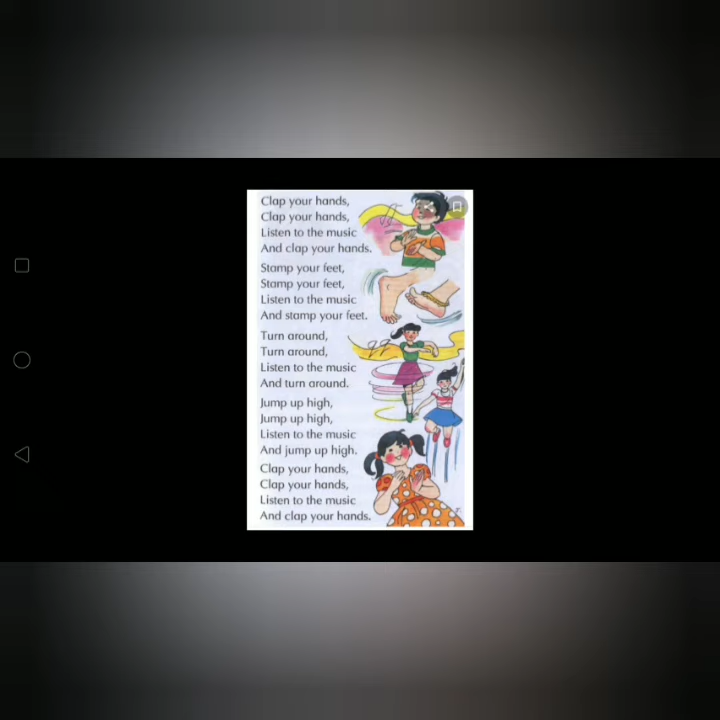 Clap your hands,
Clap your hands,
Listen to the music
And clap your hands.
Stamp your feet,
Stamp your feet,
Listen to the music
And stamp your feet.
Turn around,
Turn around,
Listen to the music
And turn around.
Jump up high,
Jump up high,
Listen to the music
And jump up high.
Clap your hands,
Clap your hands,
Listen to the music
And clap your hands.